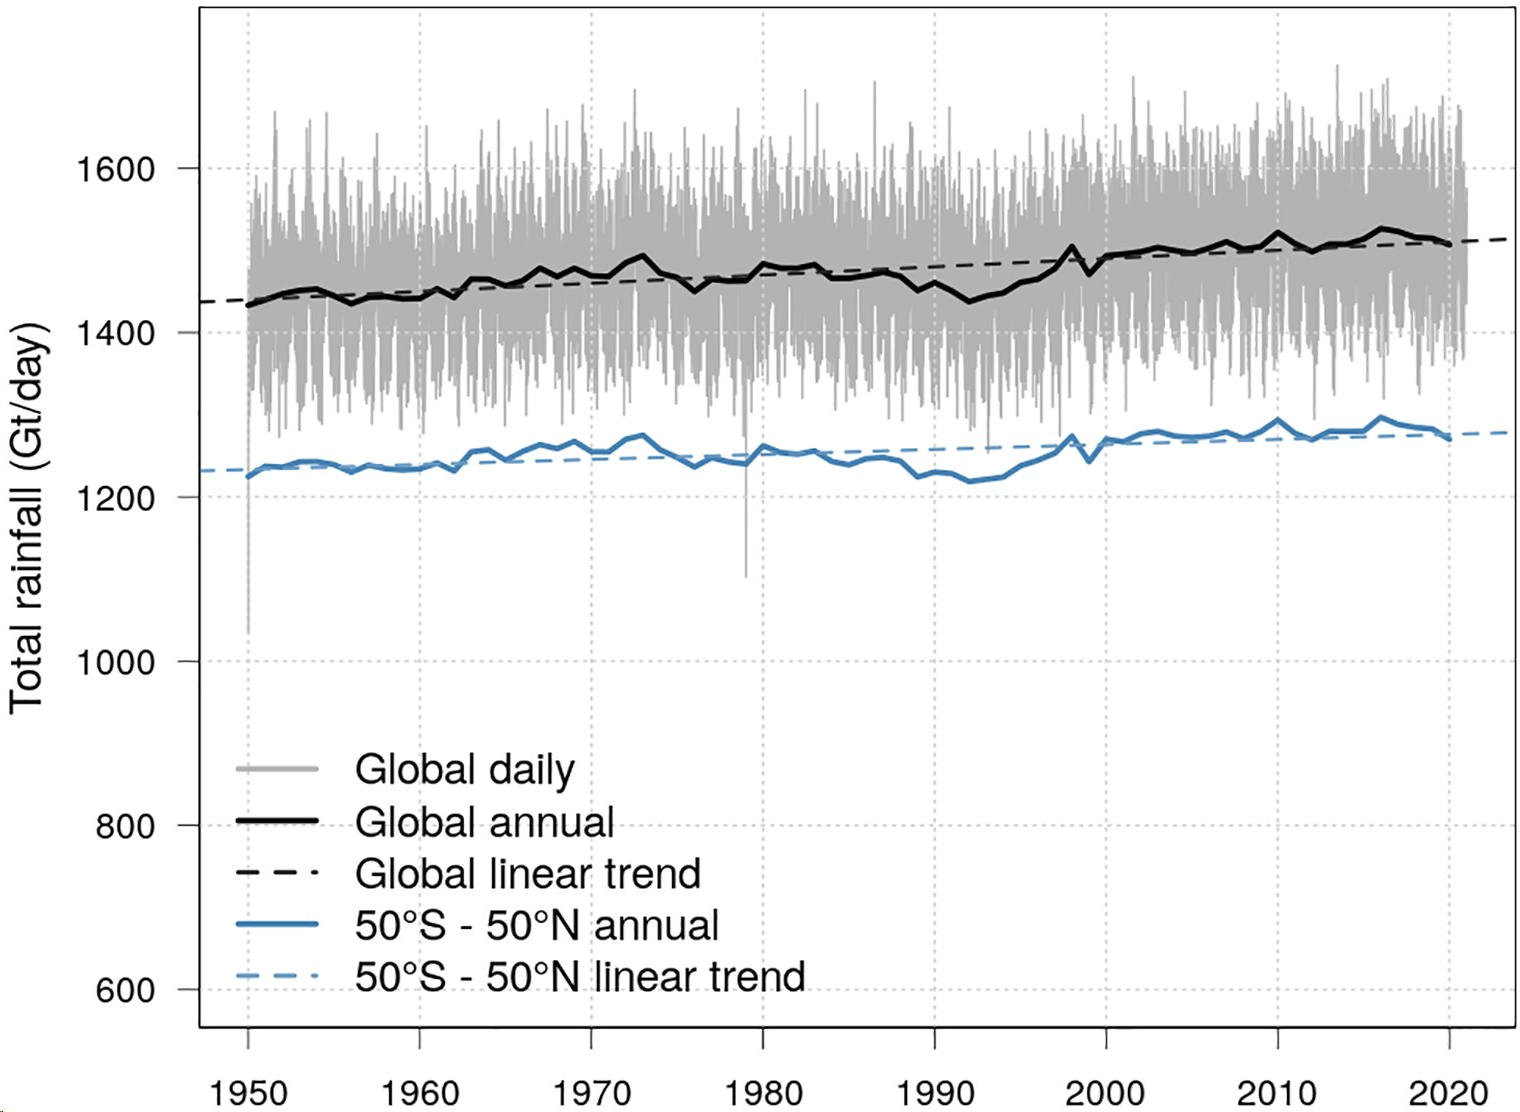 Total rainfall (Gt/day)
1600
1400
1200
1000
800
600
Global daily
Global annual
Global linear trend
50°S - 50°N annual
50°S - 50°N linear trend
1950 1960 1970 1980 1990 2000 2010 2020